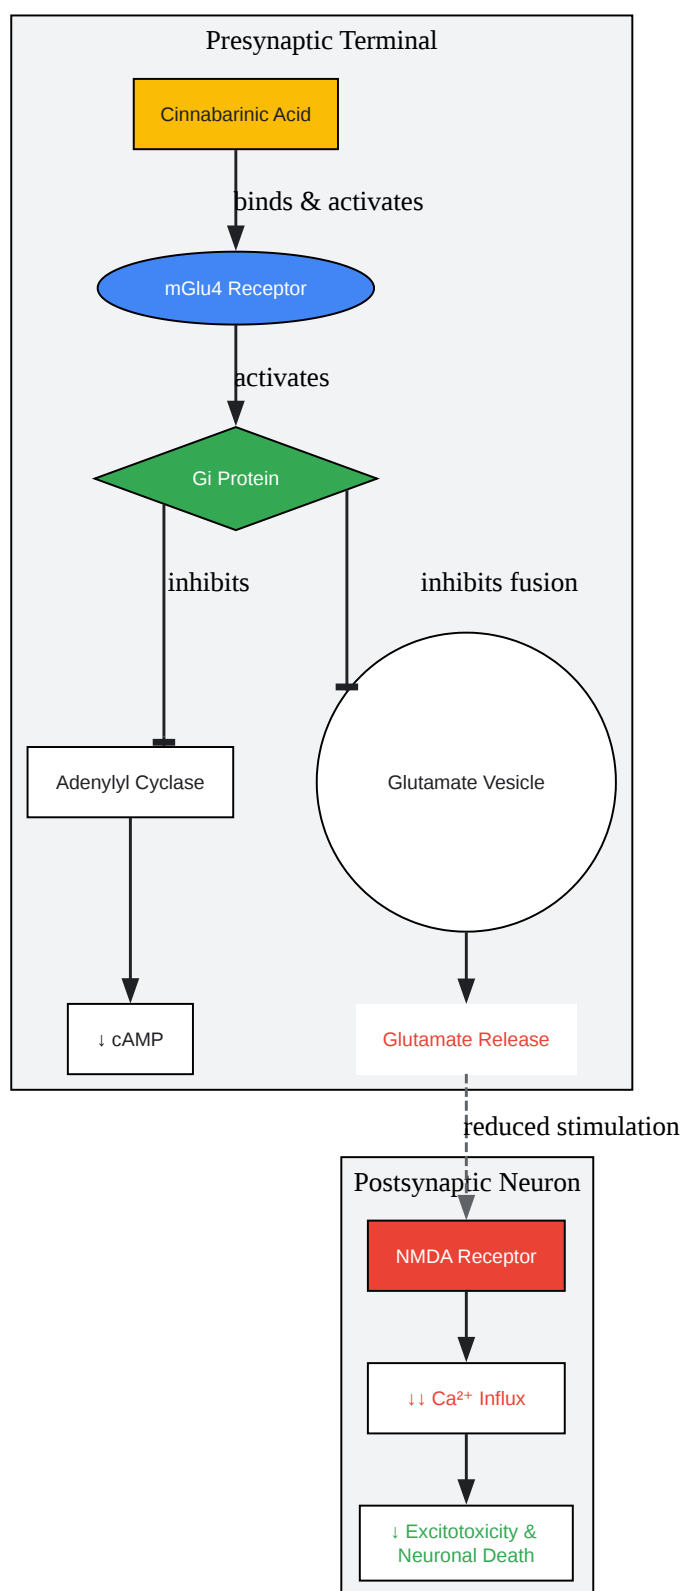 Presynaptic Terminal
Cinnabarinic Acid
binds & activates
mGlu4 Receptor
activates
Gi Protein
inhibits
inhibits fusion
Adenylyl Cyclase
Glutamate Vesicle
↓ cAMP
Glutamate Release
reduced stimulation
Postsynaptic Neuron
NMDA Receptor
↓↓ Ca²⁺ Influx
↓ Excitotoxicity &
Neuronal Death